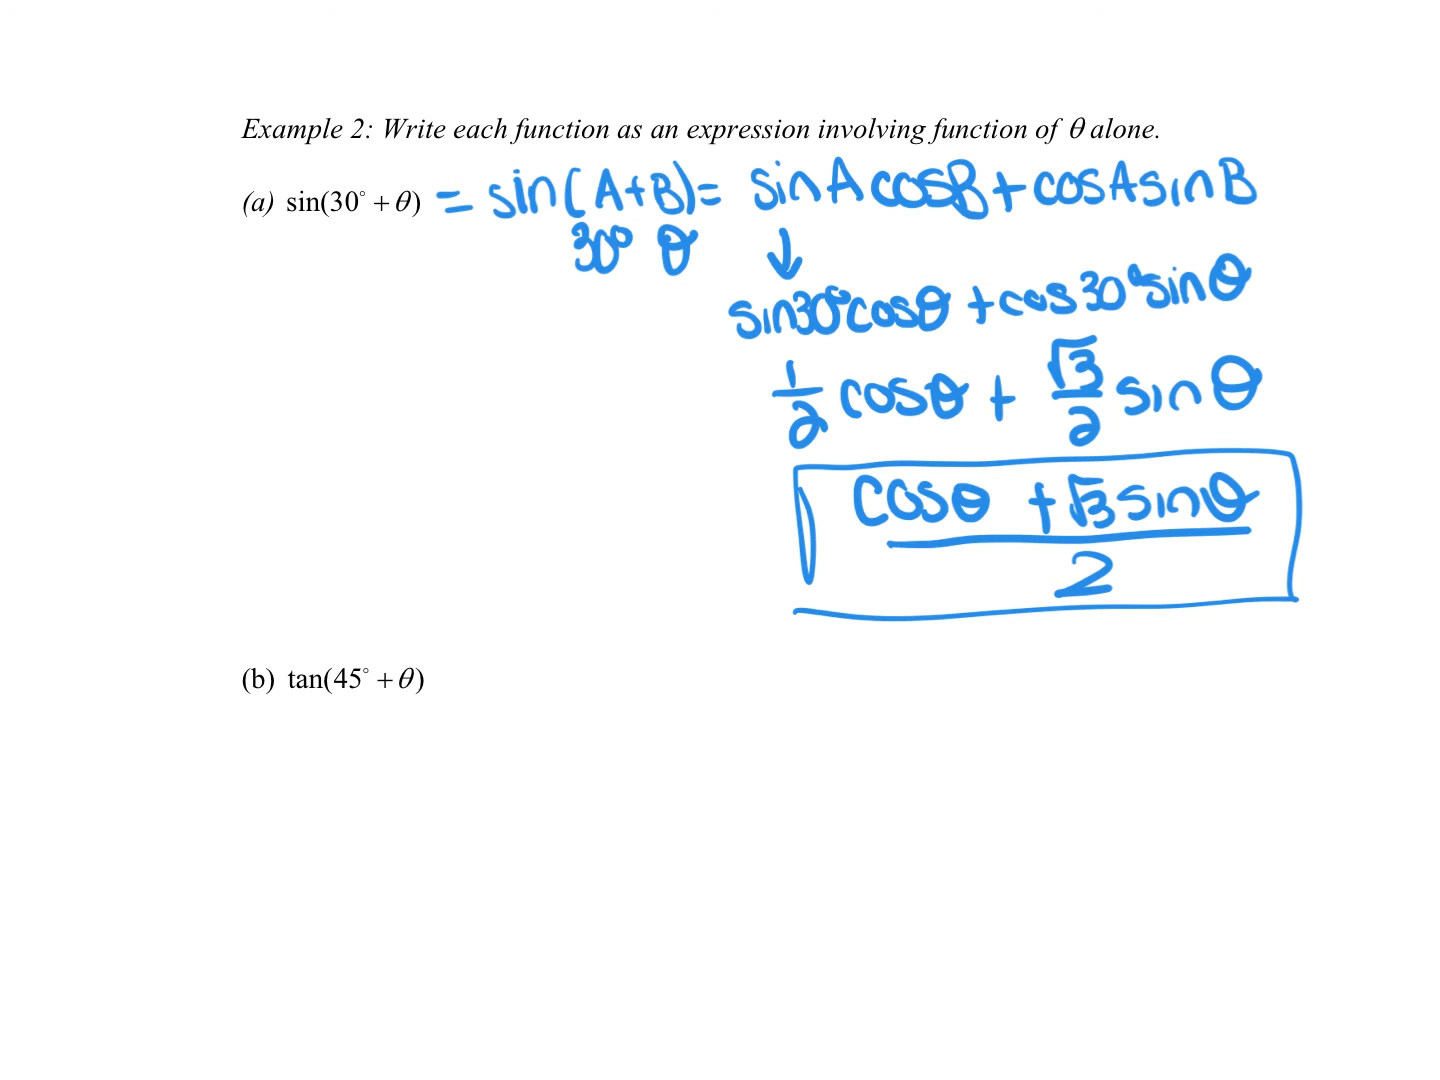 Example 2: Write each function as an expression involving function of θ alone.
(a) sin(30° + θ) = sin(A+B) = sinA cosB + cosA sinB
30° θ ↓
sin30°cosθ + cos30°sinθ
1/2 cosθ + √3/2 sinθ
cosθ + √3 sinθ
2
(b) tan(45° + θ)